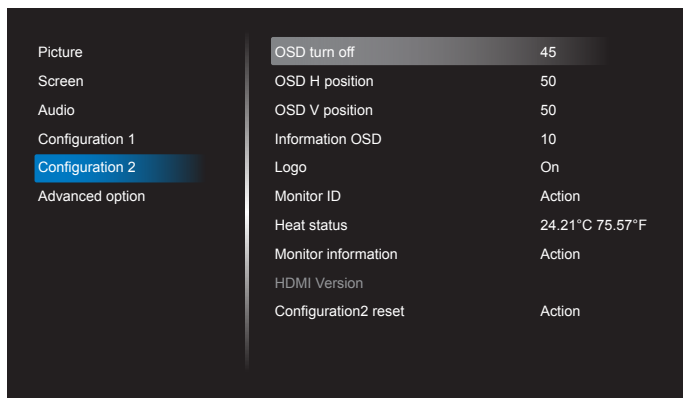 Picture
Screen
Audio
Configuration 1
Configuration 2
Advanced option
OSD turn off 45
OSD H position 50
OSD V position 50
Information OSD 10
Logo On
Monitor ID Action
Heat status 24.21°C 75.57°F
Monitor information Action
HDMI Version
Configuration2 reset Action